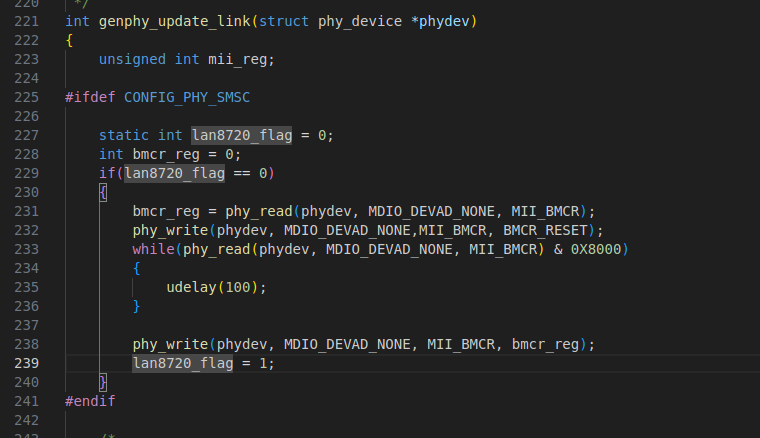 220  */
221 int genphy_update_link(struct phy_device *phydev)
222 {
223     unsigned int mii_reg;
224
225 #ifdef CONFIG_PHY_SMSC
226
227     static int lan8720_flag = 0;
228     int bmcr_reg = 0;
229     if(lan8720_flag == 0)
230     {
231         bmcr_reg = phy_read(phydev, MDIO_DEVAD_NONE, MII_BMCR);
232         phy_write(phydev, MDIO_DEVAD_NONE,MII_BMCR, BMCR_RESET);
233         while(phy_read(phydev, MDIO_DEVAD_NONE, MII_BMCR) & 0X8000)
234         {
235             udelay(100);
236         }
237
238         phy_write(phydev, MDIO_DEVAD_NONE, MII_BMCR, bmcr_reg);
239         lan8720_flag = 1;
240     }
241 #endif
242
243     /*